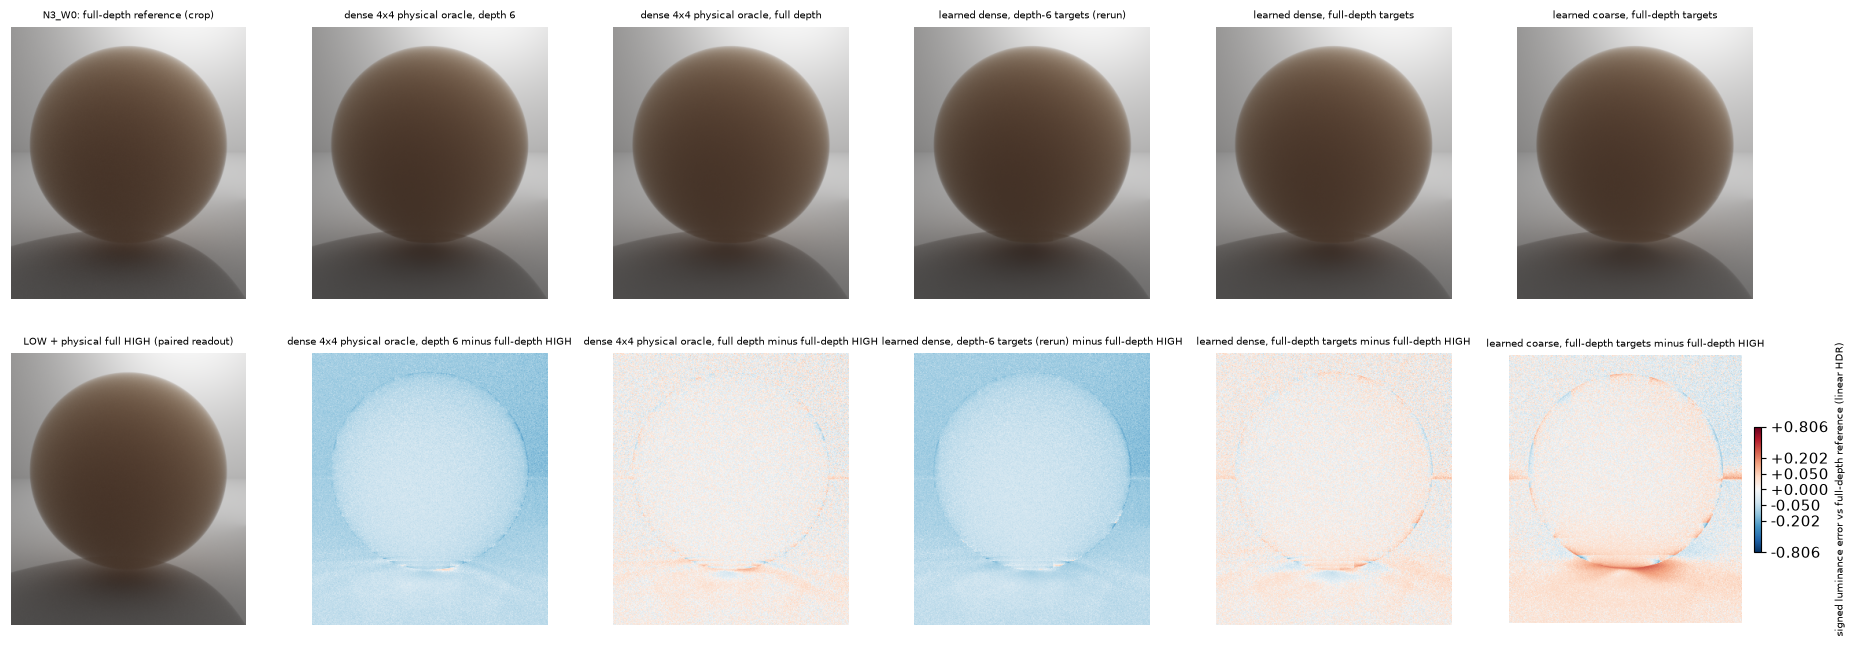 N3_W0: full-depth reference (crop)
dense 4x4 physical oracle, depth 6
dense 4x4 physical oracle, full depth
learned dense, depth-6 targets (rerun)
learned dense, full-depth targets
learned coarse, full-depth targets
LOW + physical full HIGH (paired readout)
dense 4x4 physical oracle, depth 6 minus full-depth HIGH
dense 4x4 physical oracle, full depth minus full-depth HIGH
learned dense, depth-6 targets (rerun) minus full-depth HIGH
learned dense, full-depth targets minus full-depth HIGH
learned coarse, full-depth targets minus full-depth HIGH
+0.806
+0.202
+0.050
+0.000
-0.050
-0.202
-0.806
signed luminance error vs full-depth reference (linear HDR)